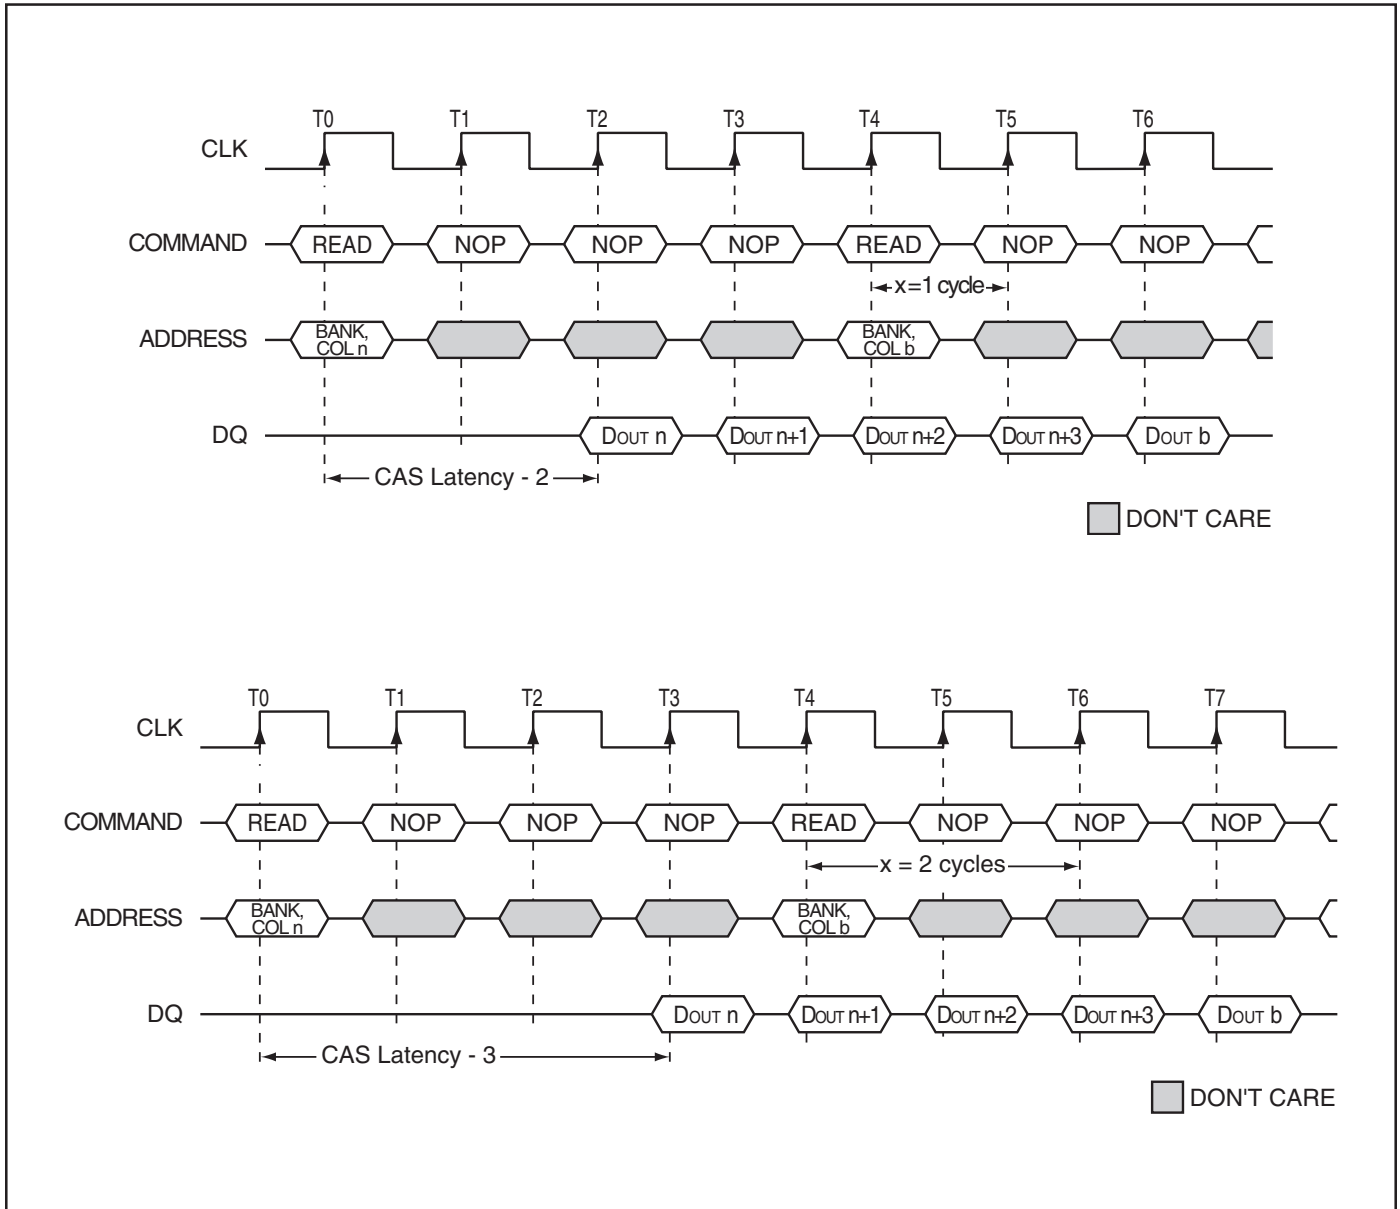 T0 T1 T2 T3 T4 T5 T6
CLK
COMMAND READ NOP NOP NOP READ NOP NOP
x=1 cycle
ADDRESS BANK, COL n BANK, COL b
DQ DOUT n DOUT n+1 DOUT n+2 DOUT n+3 DOUT b
CAS Latency - 2
DON'T CARE
T0 T1 T2 T3 T4 T5 T6 T7
CLK
COMMAND READ NOP NOP NOP READ NOP NOP NOP
x = 2 cycles
ADDRESS BANK, COL n BANK, COL b
DQ DOUT n DOUT n+1 DOUT n+2 DOUT n+3 DOUT b
CAS Latency - 3
DON'T CARE